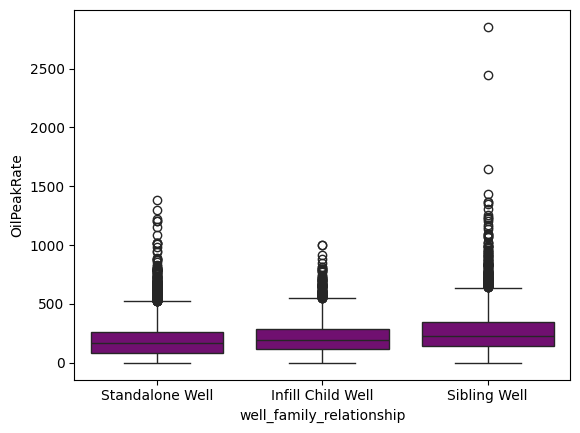 2500
2000
1500
1000
500
0
OilPeakRate
Standalone Well
Infill Child Well
Sibling Well
well_family_relationship